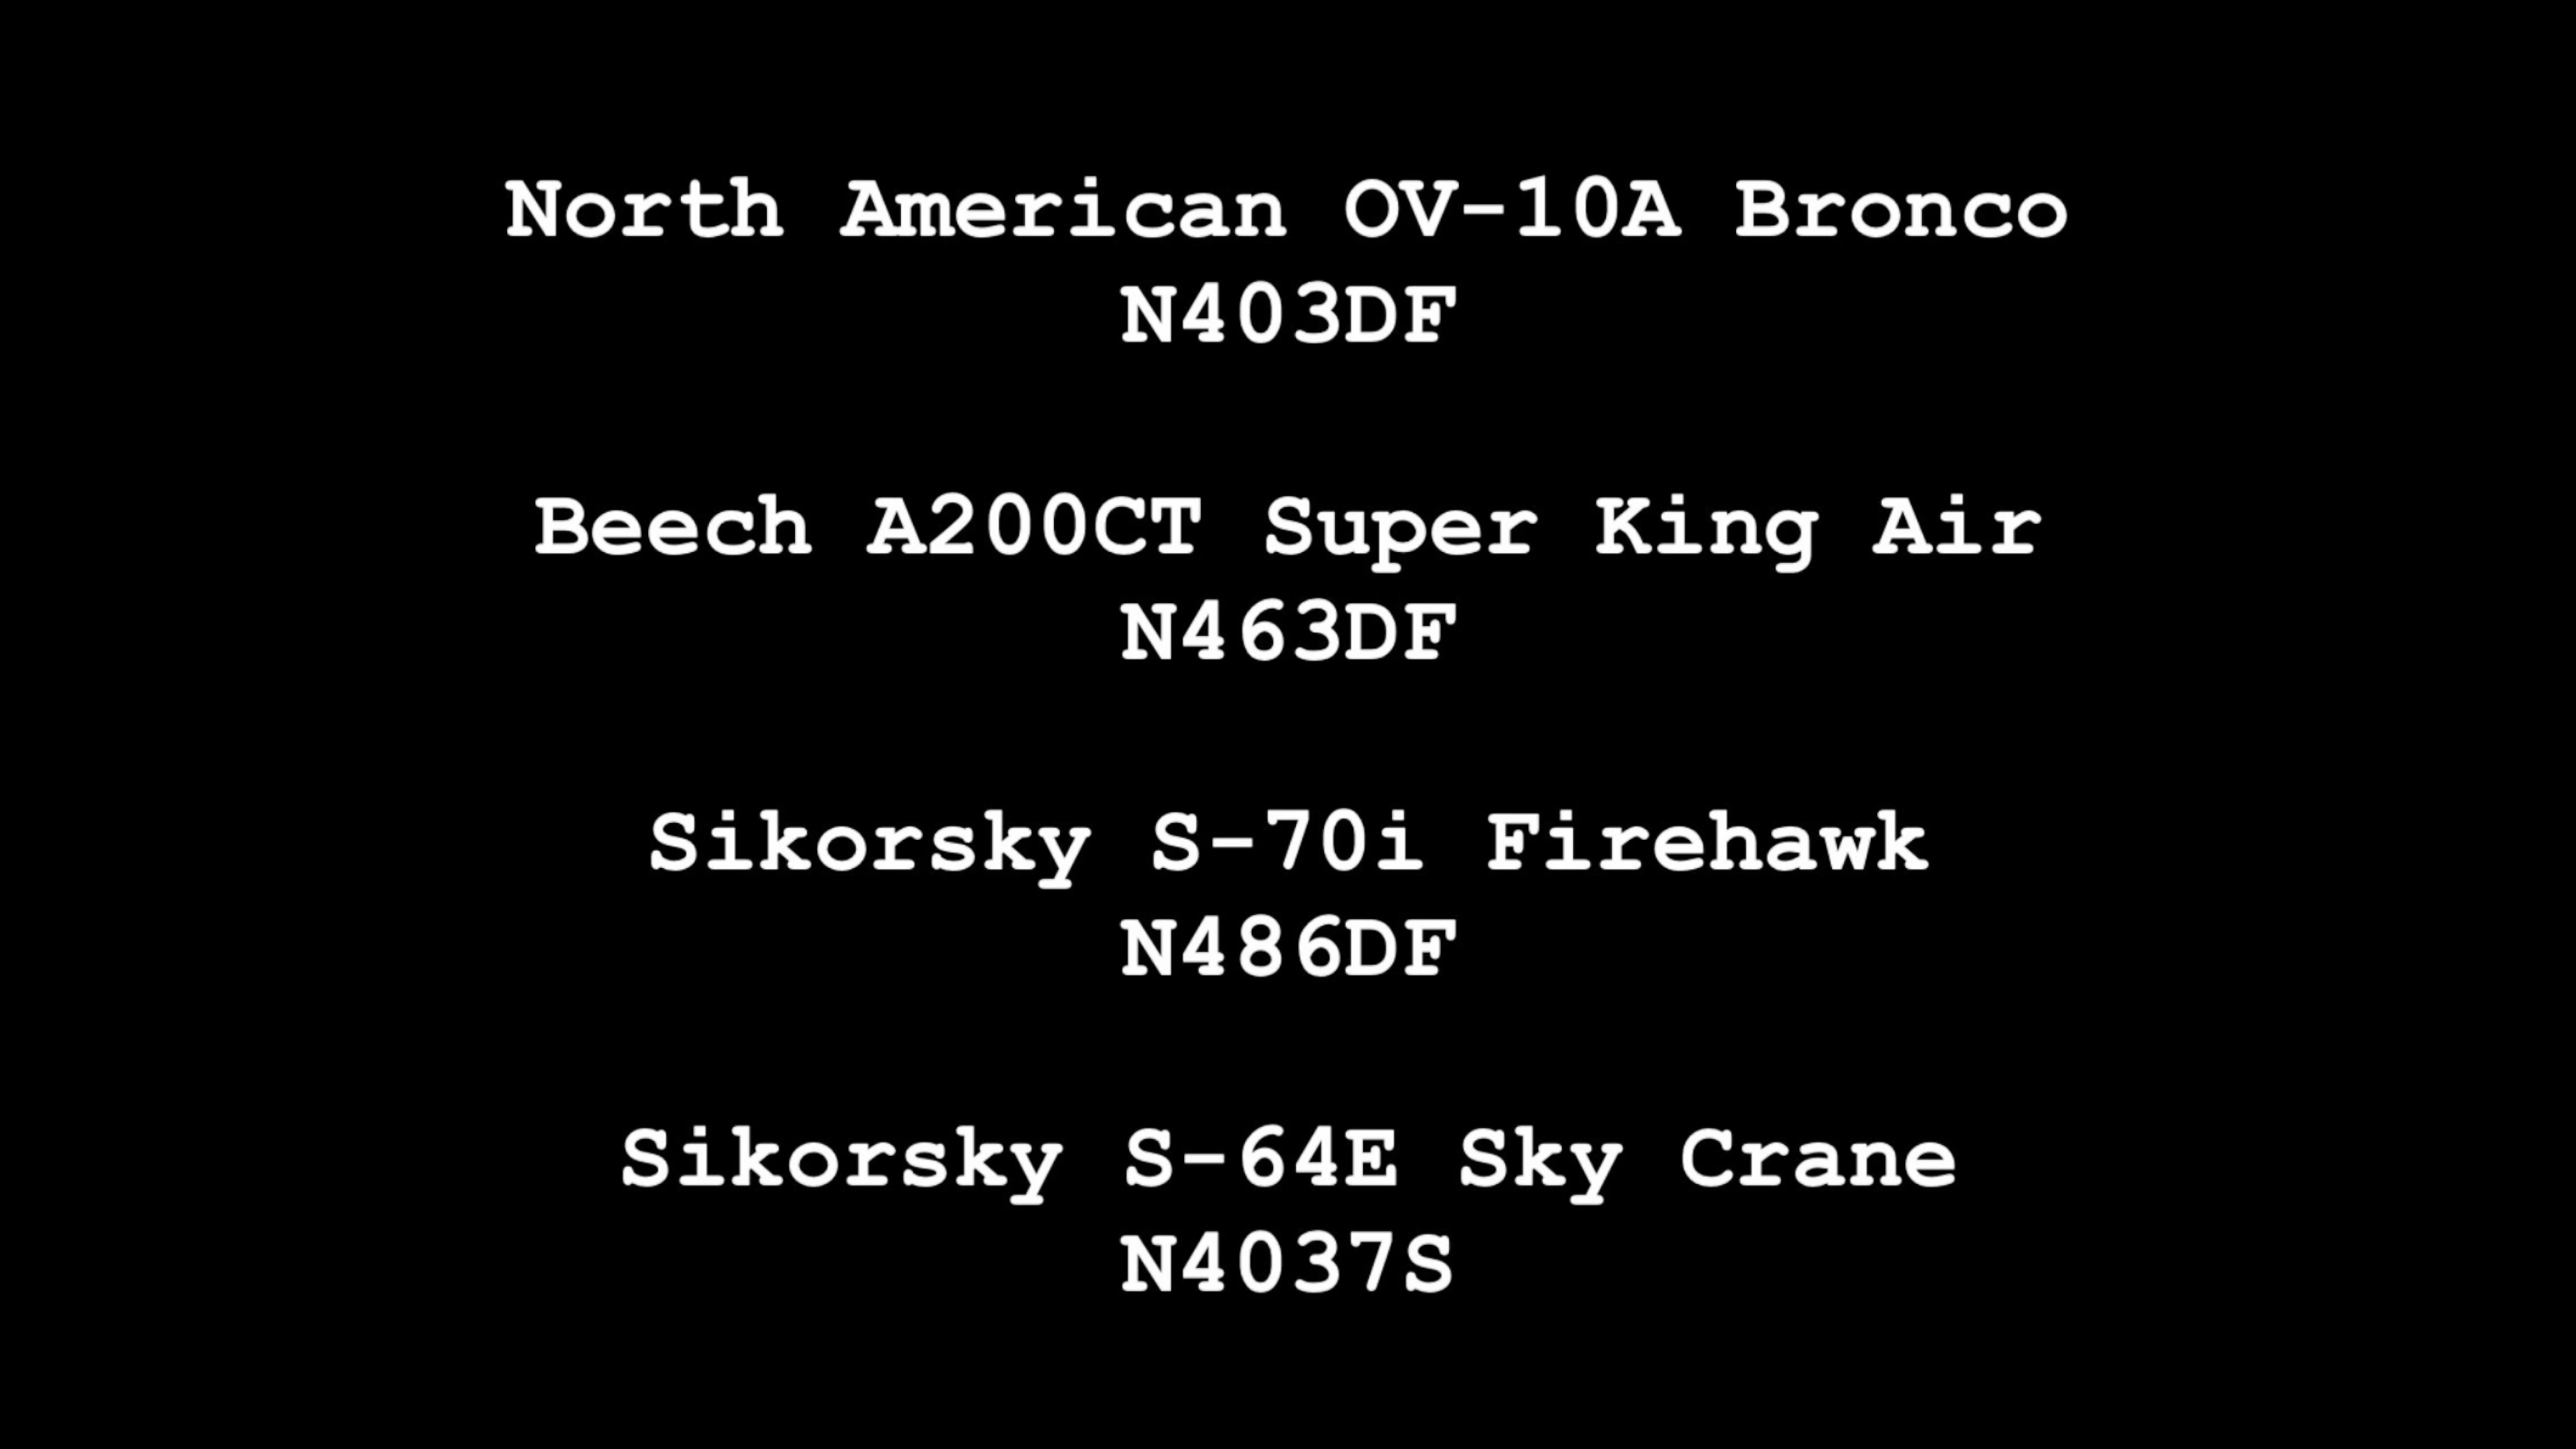 North American OV-10A Bronco
N403DF
Beech A200CT Super King Air
N463DF
Sikorsky S-70i Firehawk
N486DF
Sikorsky S-64E Sky Crane
N4037S